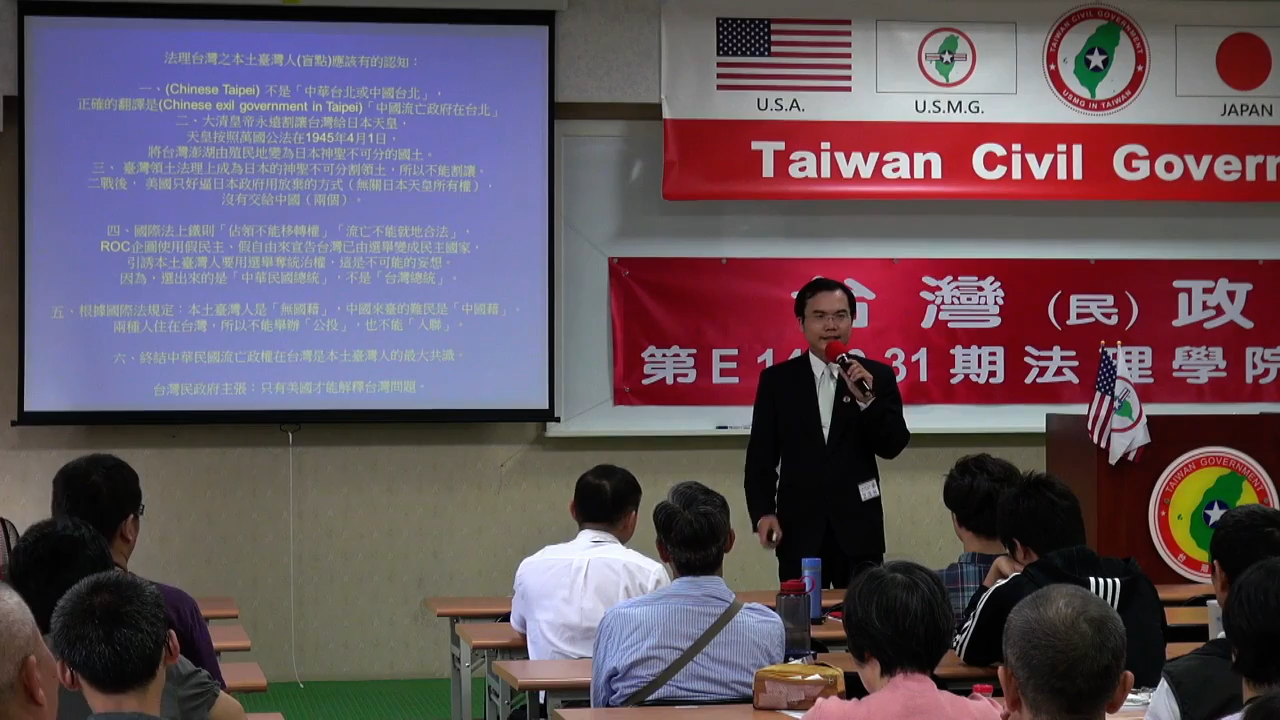 法理台灣之本土臺灣人(盲點)應該有的認知：
一、(Chinese Taipei) 不是「中華台北或中國台北」，
正確的翻譯是(Chinese exil government in Taipei)「中國流亡政府在台北」
二、大清皇帝永遠割讓台灣給日本天皇，
天皇按照萬國公法在1945年4月1日，
將台灣澎湖由殖民地變為日本神聖不可分的國土。
三、臺灣領土法理上成為日本的神聖不可分割領土，所以不能割讓。
二戰後，美國只好逼日本政府用放棄的方式（無關日本天皇所有權），
沒有交給中國（兩個）。
四、國際法上鐵則「佔領不能移轉權」「流亡不能就地合法」，
ROC企圖使用假民主、假自由來宣告台灣已由選舉變成民主國家，
引誘本土臺灣人要用選舉奪統治權，這是不可能的妄想。
因為，選出來的是「中華民國總統」，不是「台灣總統」。
五、根據國際法規定：本土臺灣人是「無國籍」，中國來臺的難民是「中國籍」，
兩種人住在台灣，所以不能舉辦「公投」，也不能「入聯」。
六、終結中華民國流亡政權在台灣是本土臺灣人的最大共識。
台灣民政府主張：只有美國才能解釋台灣問題。
U.S.A.
U.S.M.G.
TAIWAN CIVIL GOVERNMENT
USMG IN TAIWAN
JAPAN
Taiwan Civil Govern
台灣（民）政
第E14 31期法理學院
TAIWAN GOVERNMENT